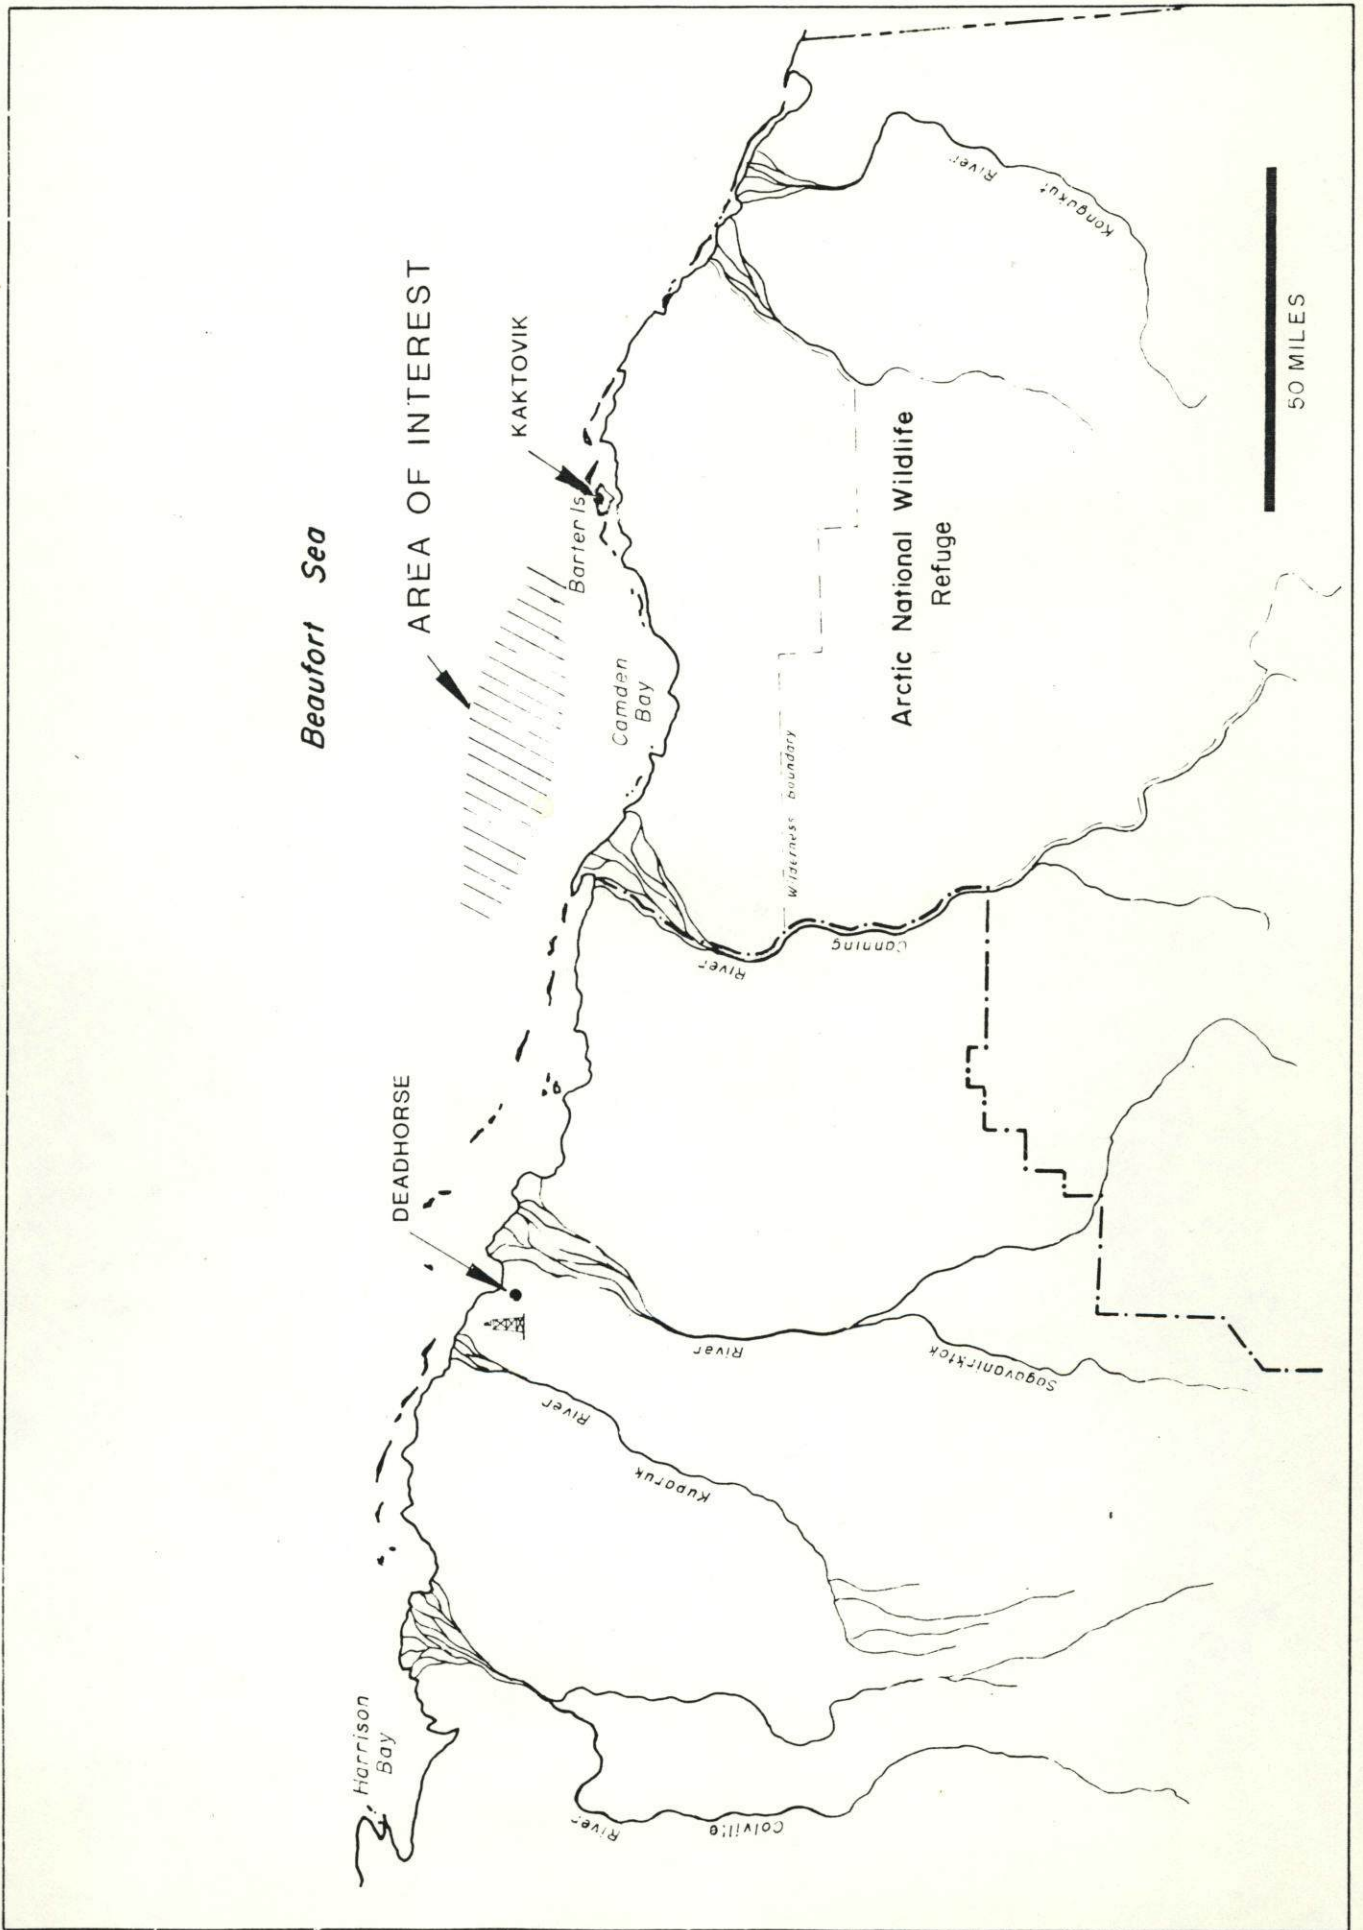 Beaufort Sea
AREA OF INTEREST
KAKTOVIK
Barter Is.
Camden
Bay
DEADHORSE
Harrison
Bay
Wilderness Boundary
Arctic National Wildlife
Refuge
Kongukut
River
Canning
River
Sagavanirktok
River
Kuparuk
River
Colville
River
50 MILES